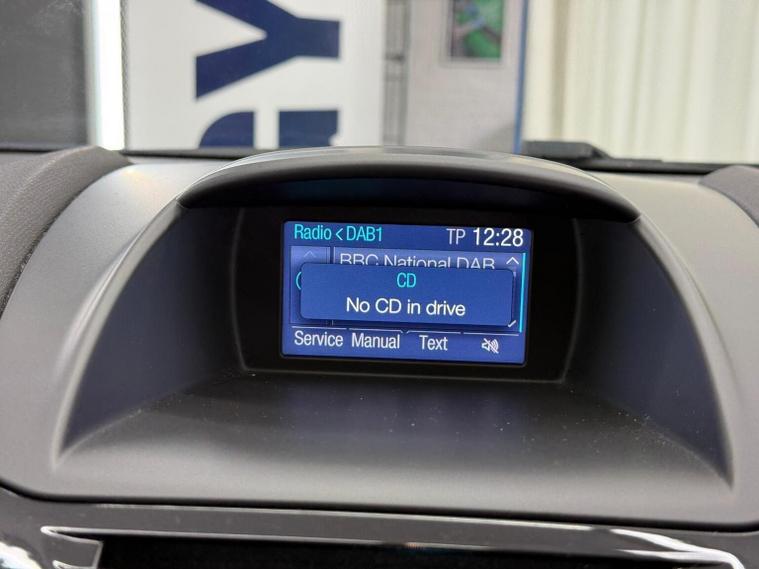 Radio < DAB1 TP 12:28
BBC National DAB
CD
No CD in drive
Service Manual Text